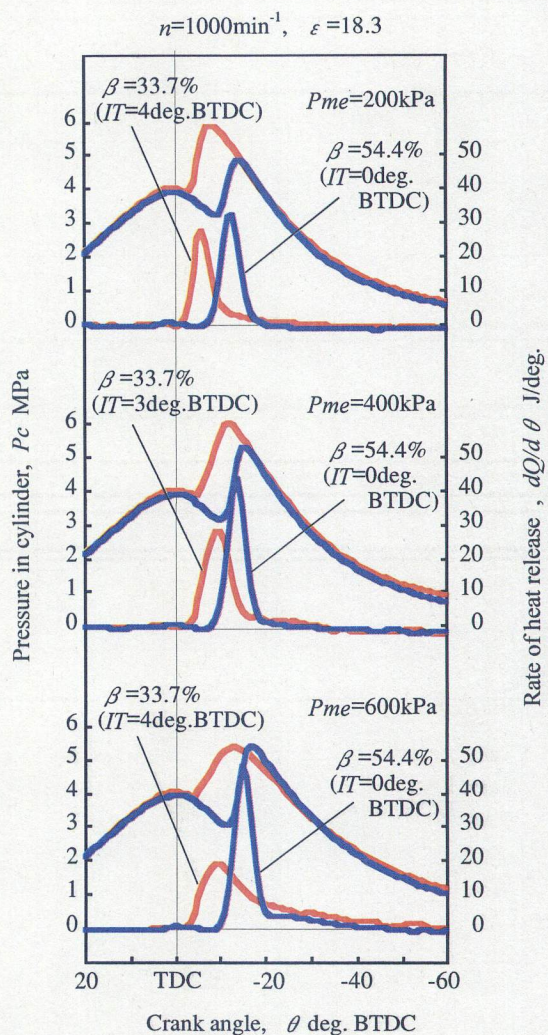 n=1000min⁻¹, ε=18.3
β=33.7%
(IT=4deg.BTDC)
Pme=200kPa
β=54.4%
(IT=0deg.
BTDC)
6
5
4
3
2
1
0
50
40
30
20
10
0
β=33.7%
(IT=3deg.BTDC)
Pme=400kPa
β=54.4%
(IT=0deg.
BTDC)
6
5
4
3
2
1
0
50
40
30
20
10
0
β=33.7%
(IT=4deg.BTDC)
Pme=600kPa
β=54.4%
(IT=0deg.
BTDC)
6
5
4
3
2
1
0
50
40
30
20
10
0
Pressure in cylinder, Pc MPa
Rate of heat release , dQ/d θ J/deg.
20 TDC -20 -40 -60
Crank angle, θ deg. BTDC